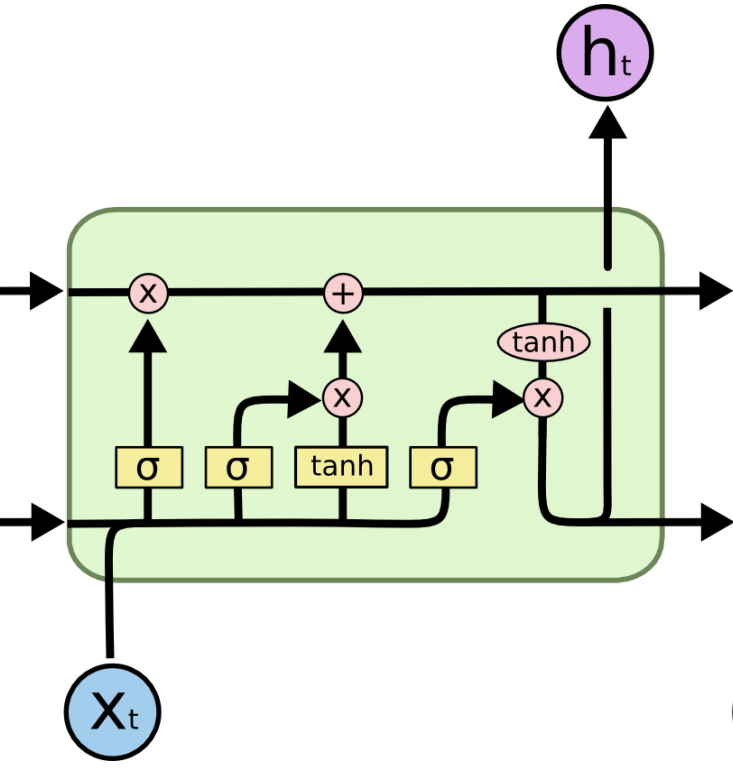 ht
x +
tanh
x x
σ σ tanh σ
Xt